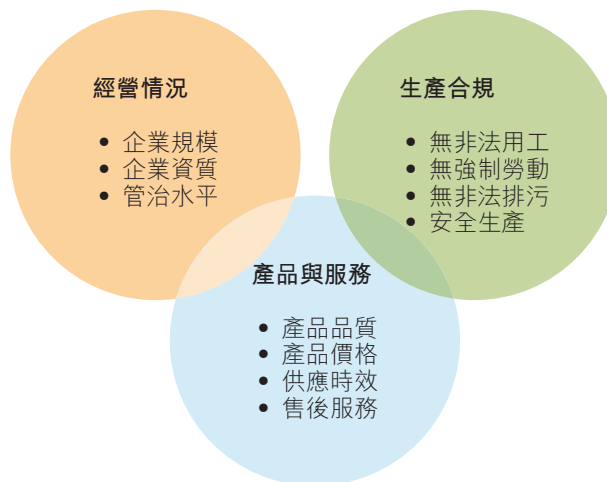 經營情況
• 企業規模
• 企業資質
• 管治水平
生產合規
• 無非法用工
• 無強制勞動
• 無非法排污
• 安全生產
產品與服務
• 產品品質
• 產品價格
• 供應時效
• 售後服務